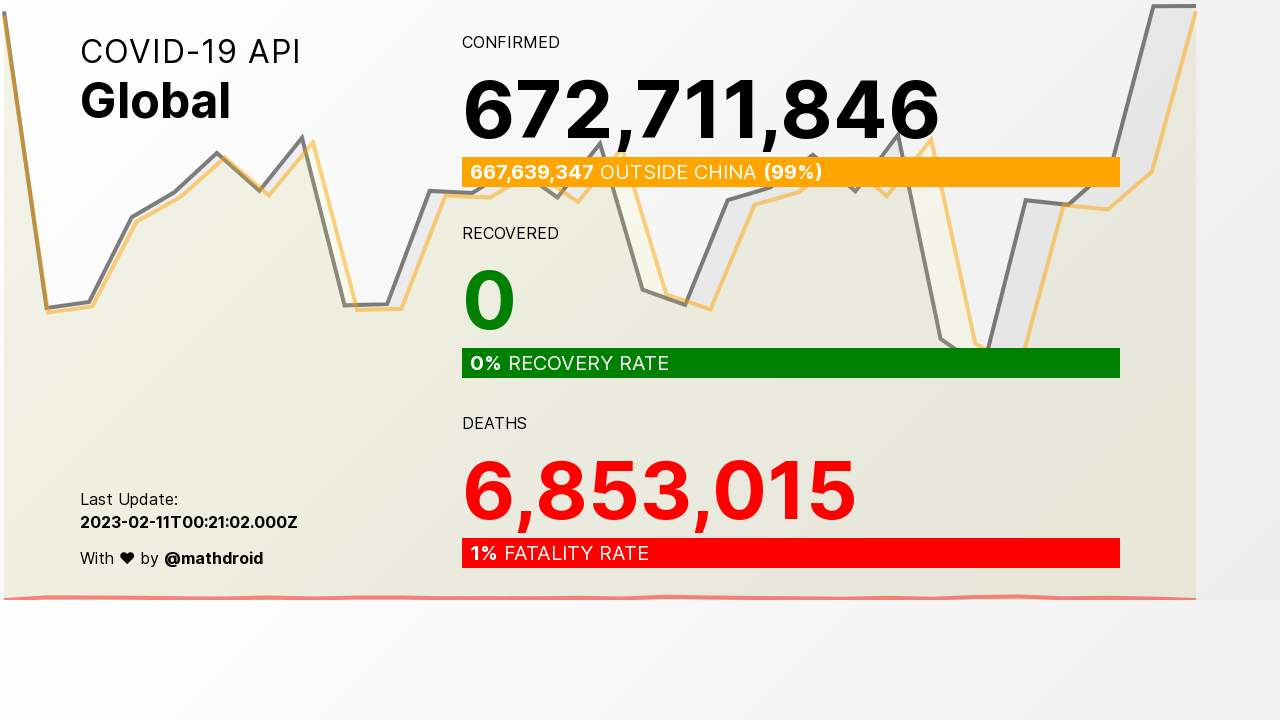 COVID-19 API
Global
CONFIRMED
672,711,846
667,639,347 OUTSIDE CHINA (99%)
RECOVERED
0
0% RECOVERY RATE
DEATHS
6,853,015
1% FATALITY RATE
Last Update:
2023-02-11T00:21:02.000Z
With ♥ by @mathdroid